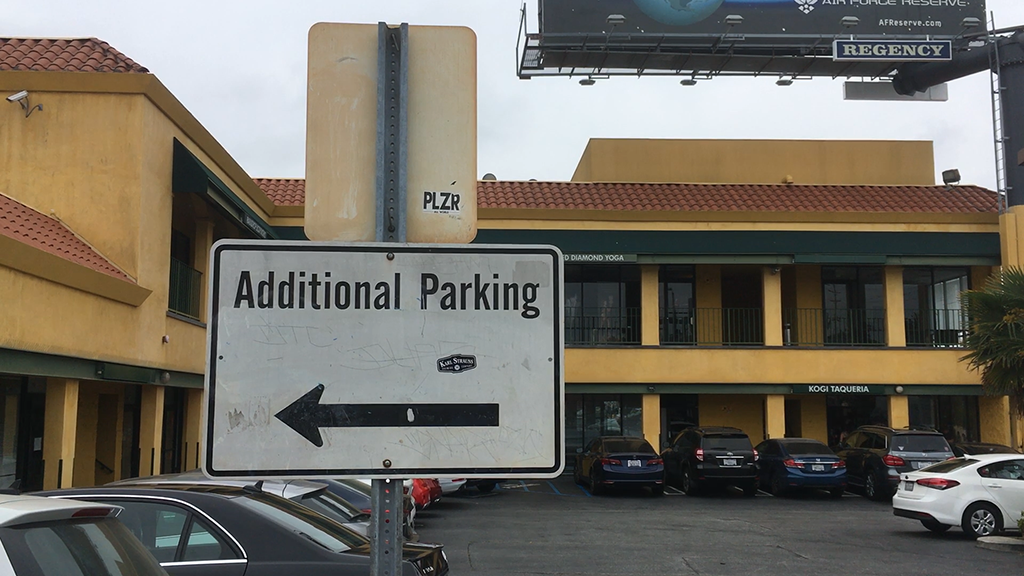 AIR FORCE RESERVE
AFReserve.com
REGENCY
PLZR
D DIAMOND YOGA
Additional Parking
KARL STRAUSS
KOGI TAQUERIA